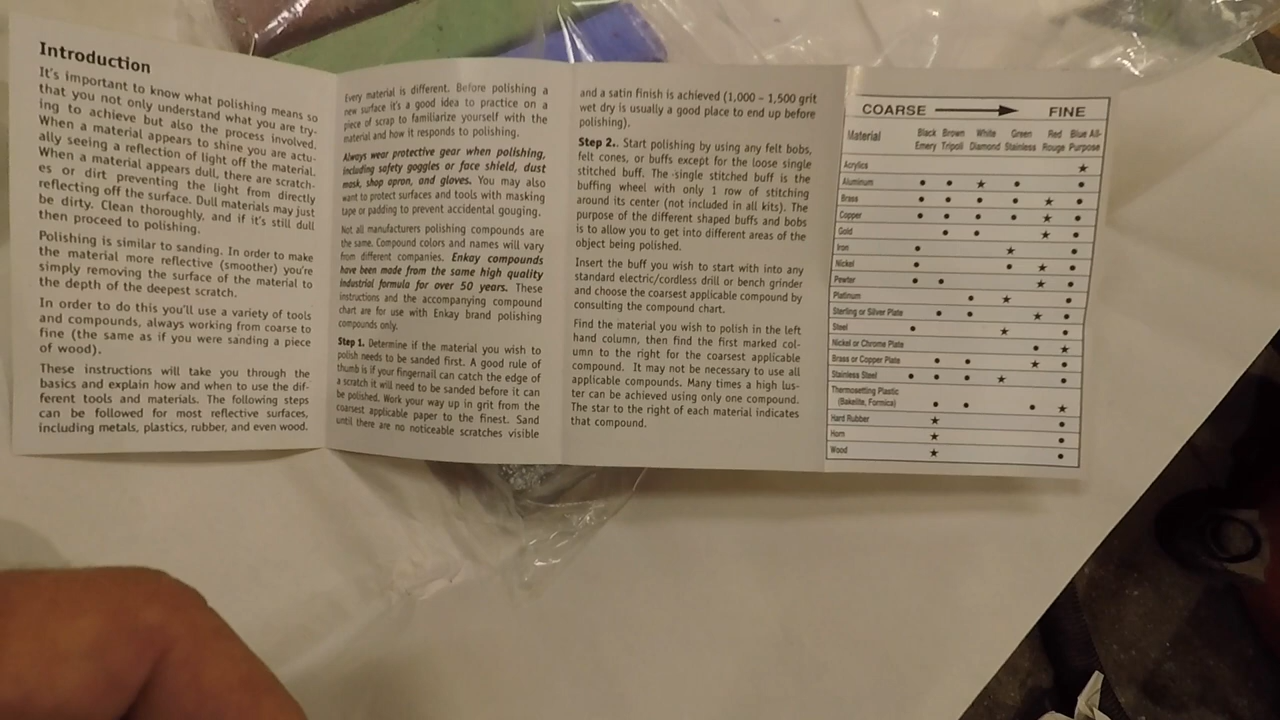 Introduction
It's important to know what polishing means so
that you not only understand what you are try-
ing to achieve but also the process involved.
When a material appears to shine you are actu-
ally seeing a reflection of light off the material.
When a material appears dull, there are scratch-
es or dirt preventing the light from directly
reflecting off the surface. Dull materials may just
be dirty. Clean thoroughly, and if it's still dull
then proceed to polishing.
Polishing is similar to sanding. In order to make
the material more reflective (smoother) you're
simply removing the surface of the material to
the depth of the deepest scratch.
In order to do this you'll use a variety of tools
and compounds, always working from coarse to
fine (the same as if you were sanding a piece
of wood).
These instructions will take you through the
basics and explain how and when to use the dif-
ferent tools and materials. The following steps
can be followed for most reflective surfaces,
including metals, plastics, rubber, and even wood.
Every material is different. Before polishing a
new surface it's a good idea to practice on a
piece of scrap to familiarize yourself with the
material and how it responds to polishing.
Always wear protective gear when polishing,
including safety goggles or face shield, dust
mask, shop apron, and gloves. You may also
want to protect surfaces and tools with masking
tape or padding to prevent accidental gouging.
Not all manufacturers polishing compounds are
the same. Compound colors and names will vary
from different companies. Enkay compounds
have been made from the same high quality
industrial formula for over 50 years. These
instructions and the accompanying compound
chart are for use with Enkay brand polishing
compounds only.
Step 1. Determine if the material you wish to
polish needs to be sanded first. A good rule of
thumb is if your fingernail can catch the edge of
a scratch it will need to be sanded before it can
be polished. Work your way up in grit from the
coarsest applicable paper to the finest. Sand
until there are no noticeable scratches visible
and a satin finish is achieved (1,000 – 1,500 grit
wet dry is usually a good place to end up before
polishing).
Step 2.. Start polishing by using any felt bobs,
felt cones, or buffs except for the loose single
stitched buff. The single stitched buff is the
buffing wheel with only 1 row of stitching
around its center (not included in all kits). The
purpose of the different shaped buffs and bobs
is to allow you to get into different areas of the
object being polished.
Insert the buff you wish to start with into any
standard electric/cordless drill or bench grinder
and choose the coarsest applicable compound by
consulting the compound chart.
Find the material you wish to polish in the left
hand column, then find the first marked col-
umn to the right for the coarsest applicable
compound. It may not be necessary to use all
applicable compounds. Many times a high lus-
ter can be achieved using only one compound.
The star to the right of each material indicates
that compound.
COARSE FINE
Material Black Emery Brown Tripoli White Diamond Green Stainless Red Rouge Blue All-Purpose
Acrylics ★
Aluminum • • ★ • •
Brass • • • • ★ •
Copper • • • • ★ •
Gold • • ★ •
Iron • ★ •
Nickel • • ★ •
Pewter • • ★ •
Platinum • ★ •
Sterling or Silver Plate • • ★ •
Steel • ★ •
Nickel or Chrome Plate • ★
Brass or Copper Plate • • ★ •
Stainless Steel • • • ★ •
Thermosetting Plastic
(Bakelite, Formica) • • • ★
Hard Rubber ★ •
Horn ★ •
Wood ★ •